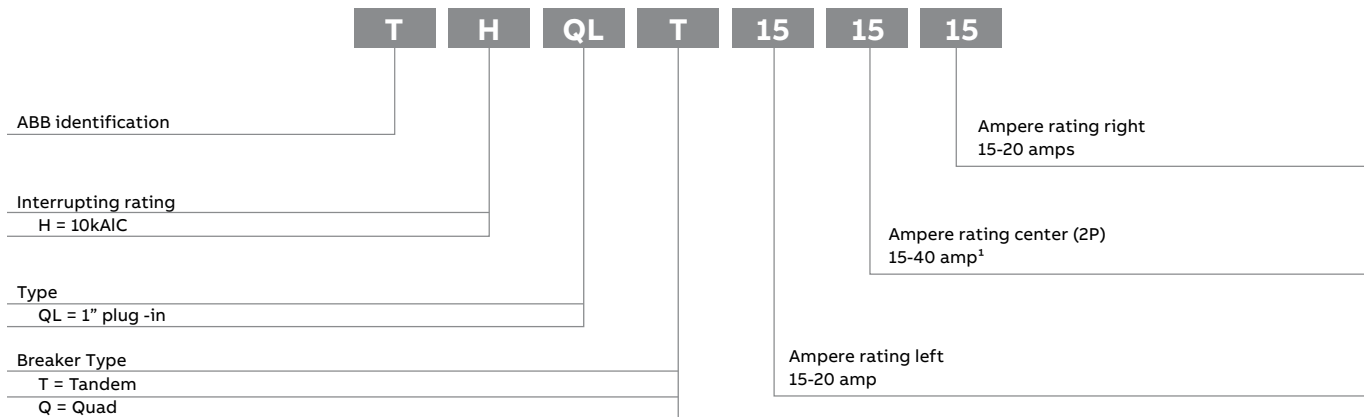 T H QL T 15 15 15
ABB identification
Interrupting rating
H = 10kAlC
Type
QL = 1” plug -in
Breaker Type
T = Tandem
Q = Quad
Ampere rating right
15-20 amps
Ampere rating center (2P)
15-40 amp¹
Ampere rating left
15-20 amp